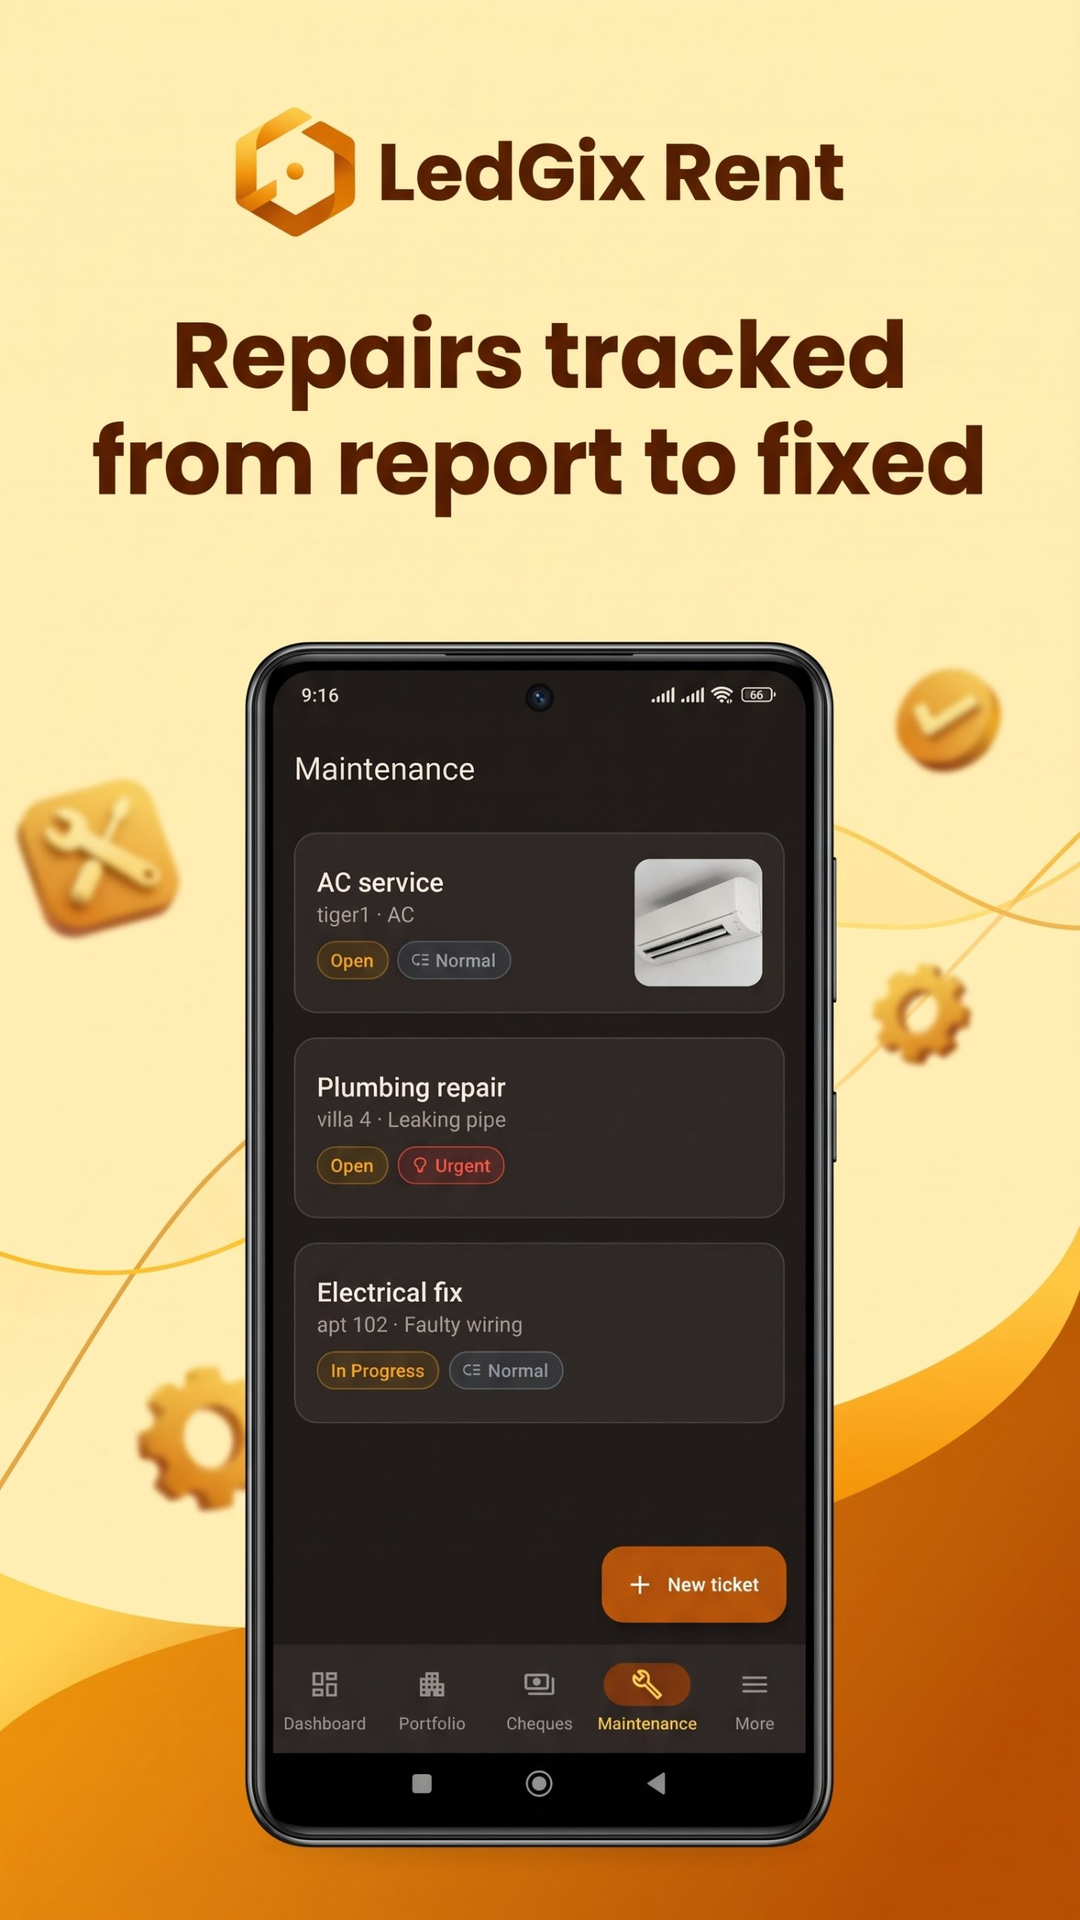 LedGix Rent
Repairs tracked
from report to fixed
9:16
66
Maintenance
AC service
tiger1 · AC
Open
Normal
Plumbing repair
villa 4 · Leaking pipe
Open
Urgent
Electrical fix
apt 102 · Faulty wiring
In Progress
Normal
+ New ticket
Dashboard
Portfolio
Cheques
Maintenance
More